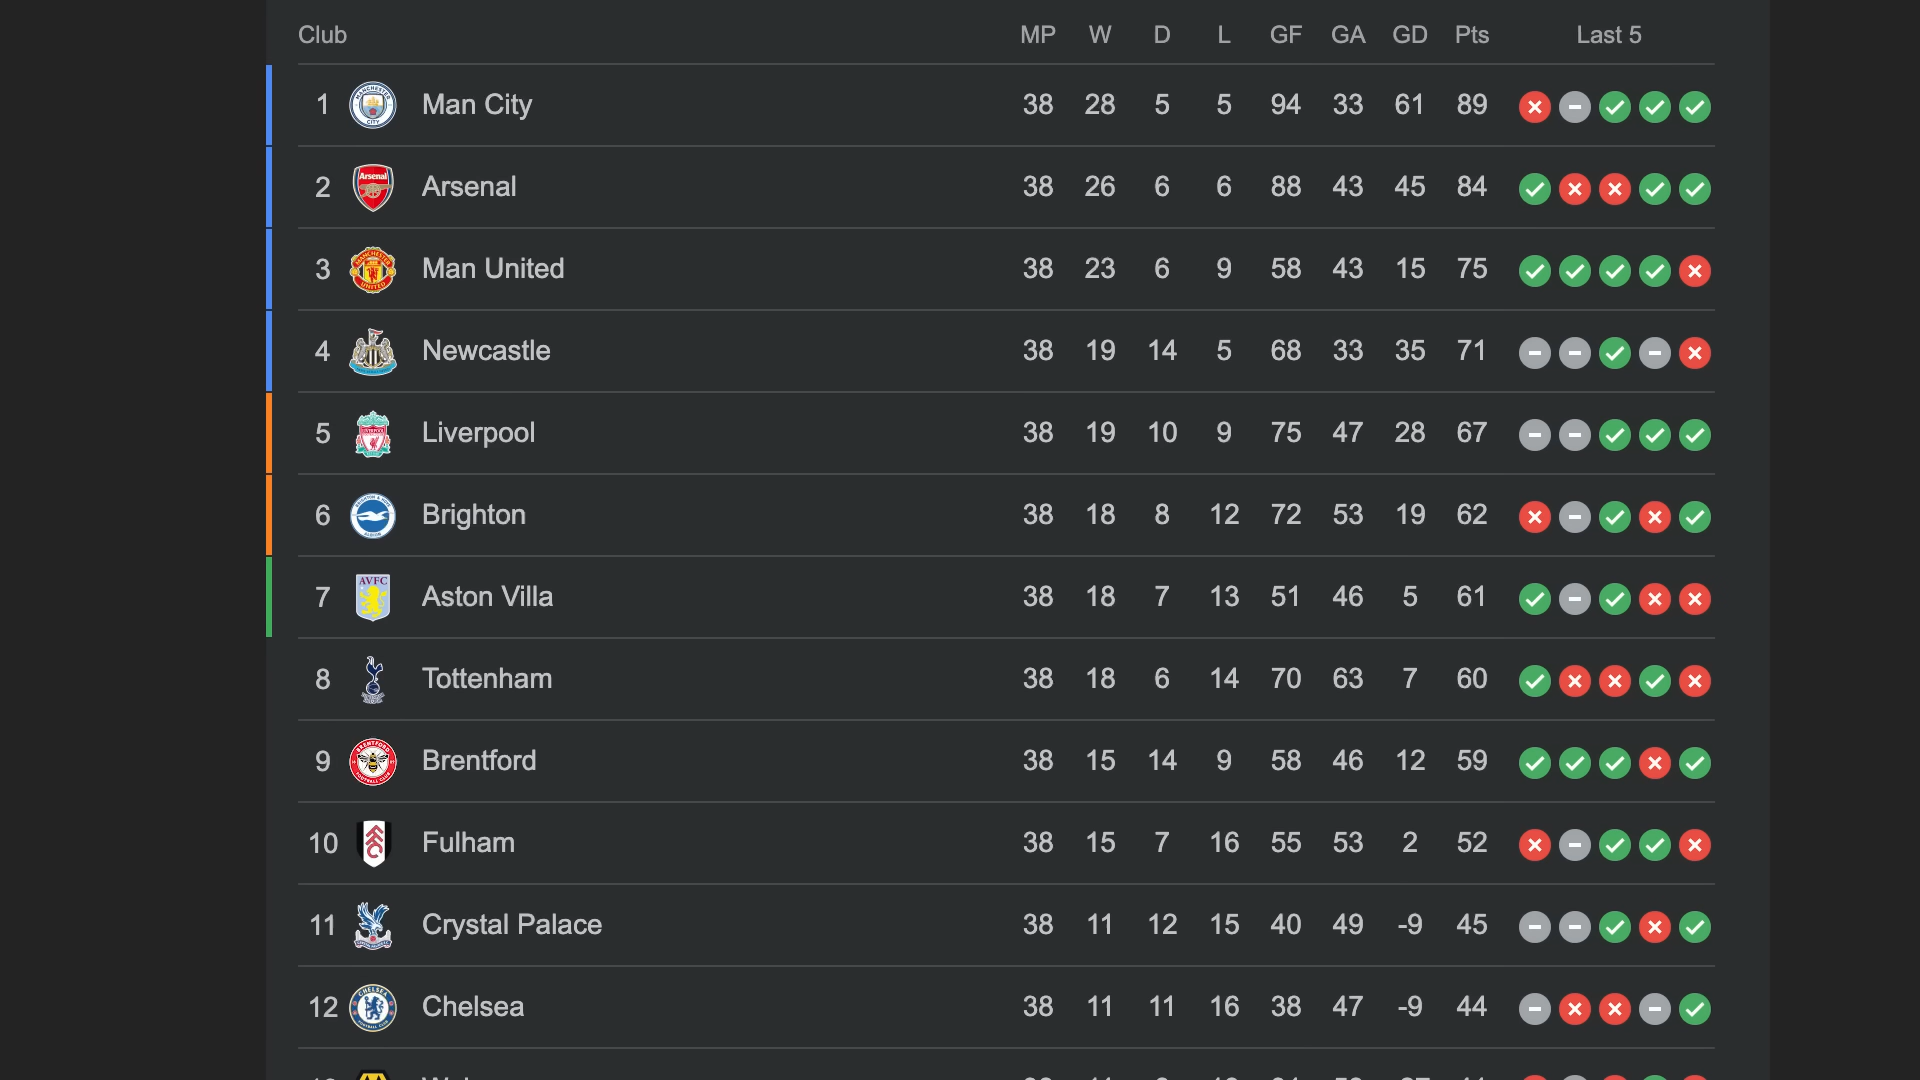 Club MP W D L GF GA GD Pts Last 5
1 Man City 38 28 5 5 94 33 61 89
2 Arsenal 38 26 6 6 88 43 45 84
3 Man United 38 23 6 9 58 43 15 75
4 Newcastle 38 19 14 5 68 33 35 71
5 Liverpool 38 19 10 9 75 47 28 67
6 Brighton 38 18 8 12 72 53 19 62
7 AVFC Aston Villa 38 18 7 13 51 46 5 61
8 Tottenham 38 18 6 14 70 63 7 60
9 Brentford 38 15 14 9 58 46 12 59
10 Fulham 38 15 7 16 55 53 2 52
11 Crystal Palace 38 11 12 15 40 49 -9 45
12 Chelsea 38 11 11 16 38 47 -9 44